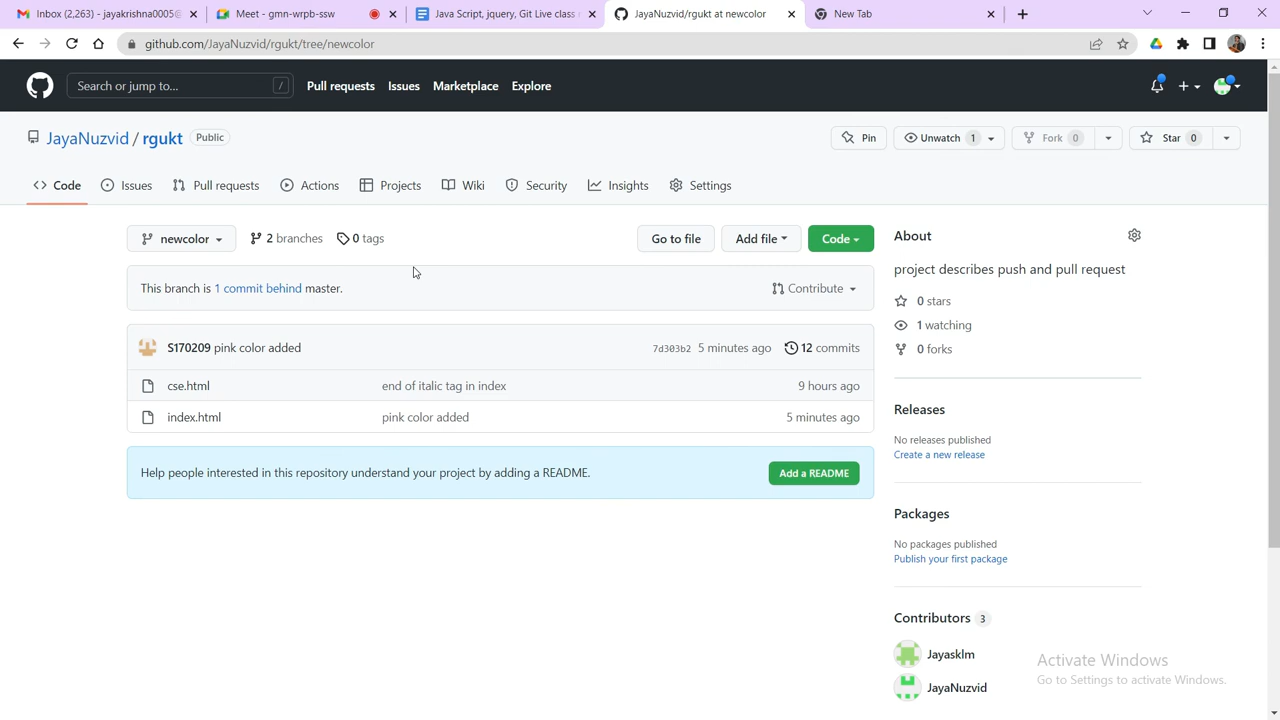 Inbox (2,263) - jayakrishna0005@
Meet - gmn-wrpb-ssw
Java Script, jquery, Git Live class
JayaNuzvid/rgukt at newcolor
New Tab
github.com/JayaNuzvid/rgukt/tree/newcolor
Search or jump to... /
Pull requests Issues Marketplace Explore
JayaNuzvid / rgukt Public
Pin Unwatch 1 Fork 0 Star 0
Code Issues Pull requests Actions Projects Wiki Security Insights Settings
newcolor 2 branches 0 tags Go to file Add file Code
This branch is 1 commit behind master. Contribute
S170209 pink color added 7d303b2 5 minutes ago 12 commits
cse.html end of italic tag in index 9 hours ago
index.html pink color added 5 minutes ago
Help people interested in this repository understand your project by adding a README. Add a README
About
project describes push and pull request
0 stars
1 watching
0 forks
Releases
No releases published
Create a new release
Packages
No packages published
Publish your first package
Contributors 3
Jayasklm
JayaNuzvid
Activate Windows
Go to Settings to activate Windows.